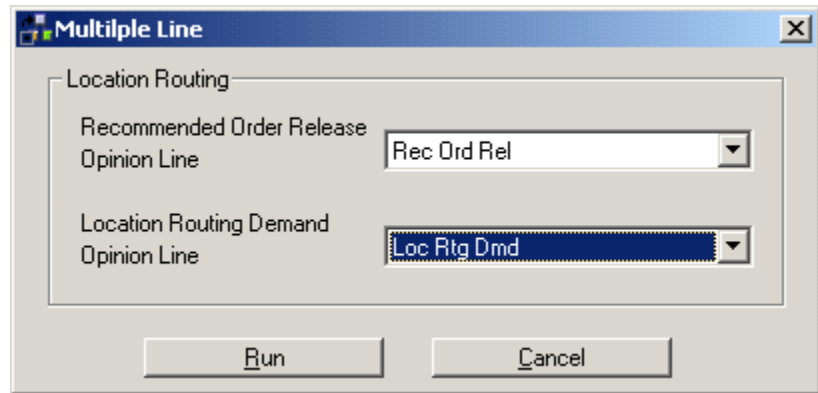 Multilple Line
Location Routing
Recommended Order Release
Opinion Line
Rec Ord Rel
Location Routing Demand
Opinion Line
Loc Rtg Dmd
Run
Cancel